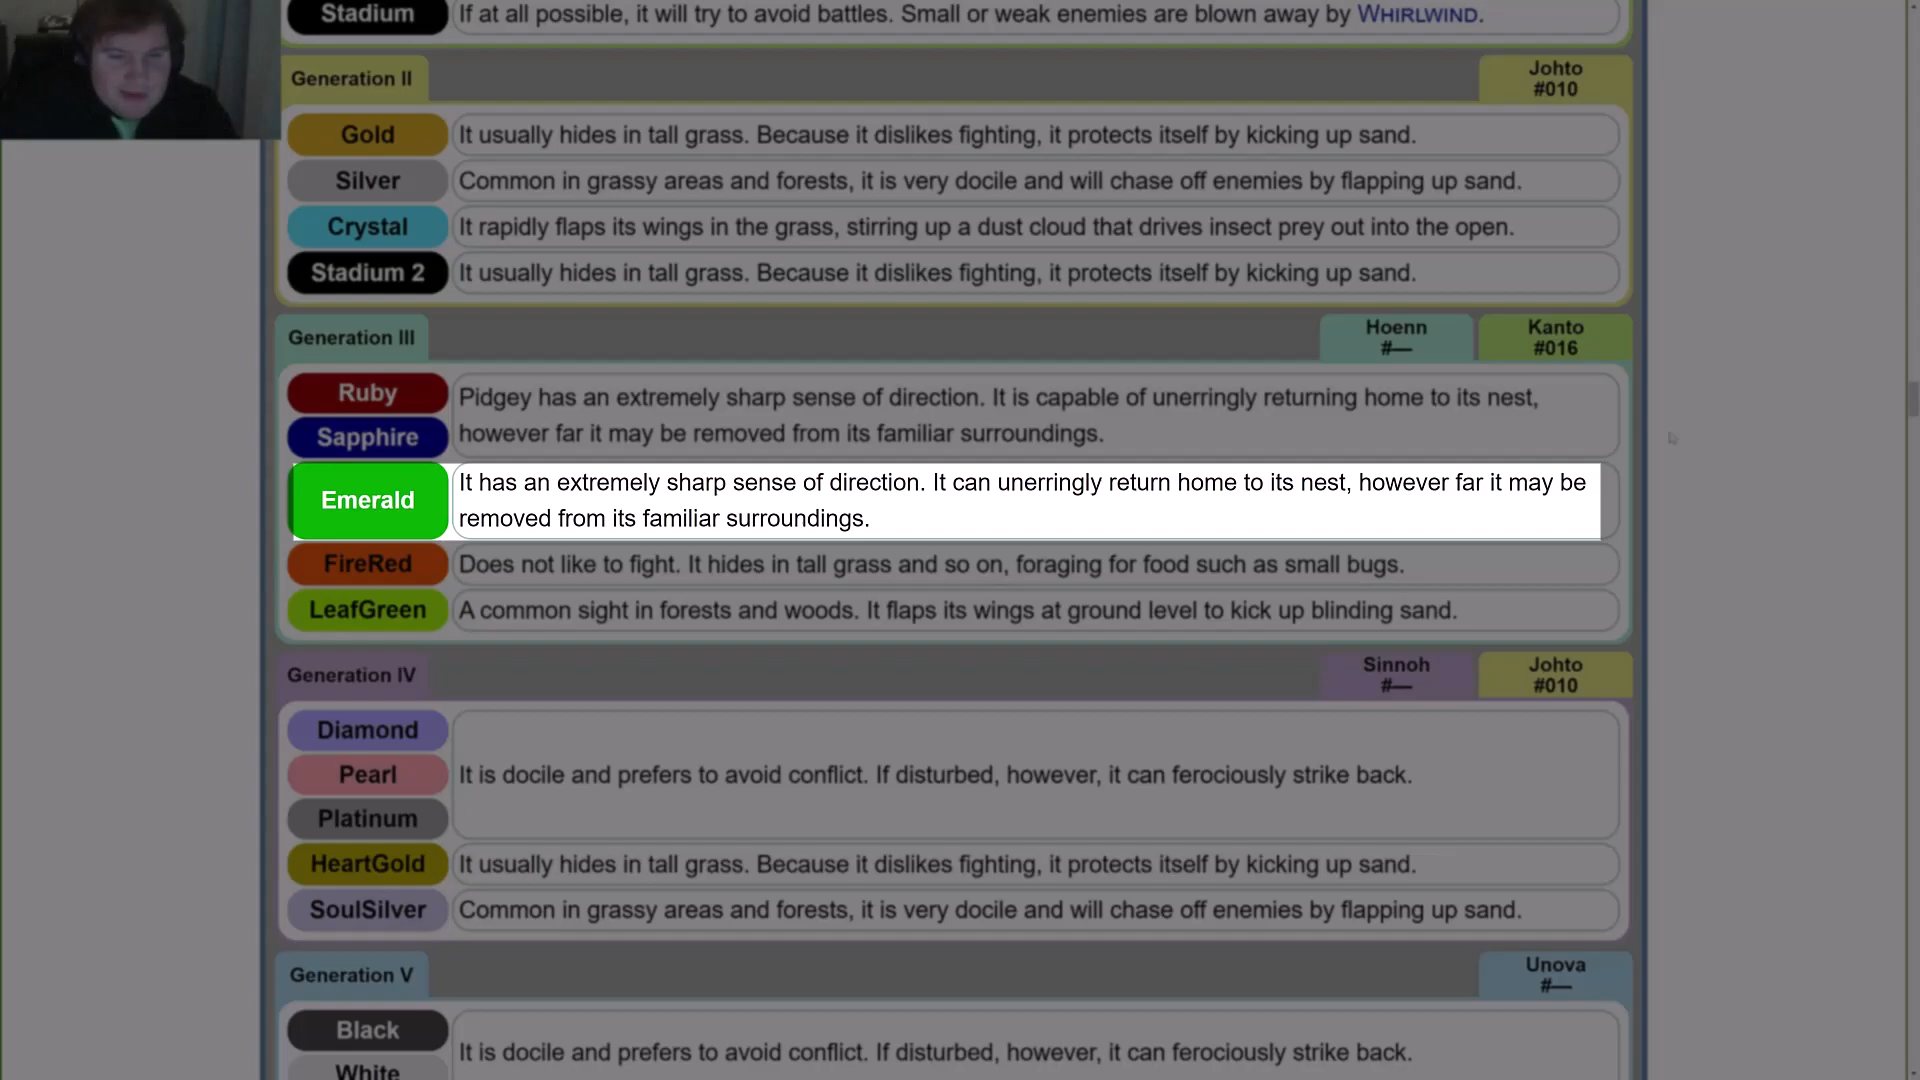 Stadium
If at all possible, it will try to avoid battles. Small or weak enemies are blown away by WHIRLWIND.
Generation II
Johto
#010
Gold
It usually hides in tall grass. Because it dislikes fighting, it protects itself by kicking up sand.
Silver
Common in grassy areas and forests, it is very docile and will chase off enemies by flapping up sand.
Crystal
It rapidly flaps its wings in the grass, stirring up a dust cloud that drives insect prey out into the open.
Stadium 2
It usually hides in tall grass. Because it dislikes fighting, it protects itself by kicking up sand.
Generation III
Hoenn
#—
Kanto
#016
Ruby
Sapphire
Pidgey has an extremely sharp sense of direction. It is capable of unerringly returning home to its nest,
however far it may be removed from its familiar surroundings.
Emerald
It has an extremely sharp sense of direction. It can unerringly return home to its nest, however far it may be
removed from its familiar surroundings.
FireRed
Does not like to fight. It hides in tall grass and so on, foraging for food such as small bugs.
LeafGreen
A common sight in forests and woods. It flaps its wings at ground level to kick up blinding sand.
Generation IV
Sinnoh
#—
Johto
#010
Diamond
Pearl
Platinum
It is docile and prefers to avoid conflict. If disturbed, however, it can ferociously strike back.
HeartGold
It usually hides in tall grass. Because it dislikes fighting, it protects itself by kicking up sand.
SoulSilver
Common in grassy areas and forests, it is very docile and will chase off enemies by flapping up sand.
Generation V
Unova
#—
Black
White
It is docile and prefers to avoid conflict. If disturbed, however, it can ferociously strike back.